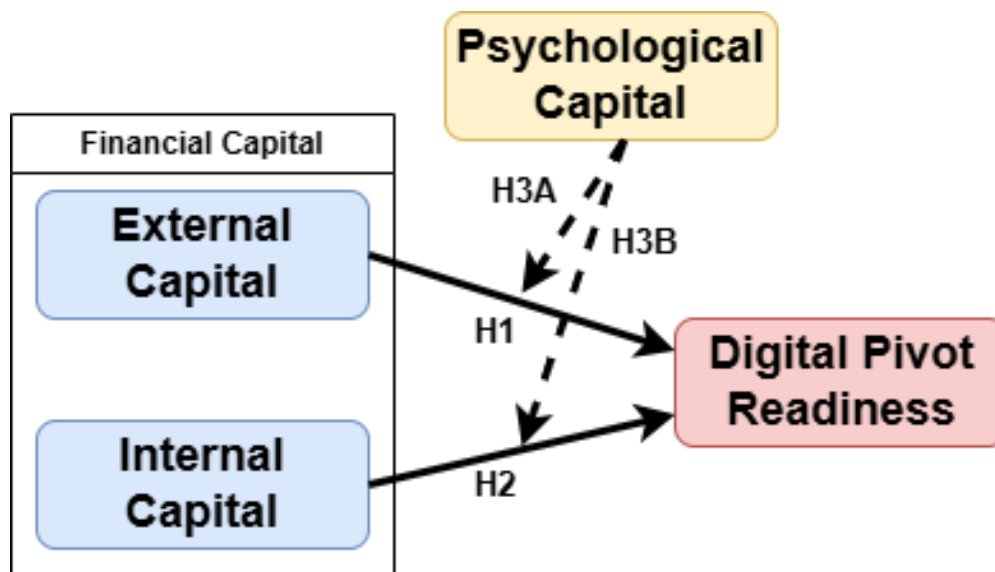 Psychological
Capital
Financial Capital
External
Capital
H3A
H3B
H1
Digital Pivot
Readiness
Internal
Capital
H2